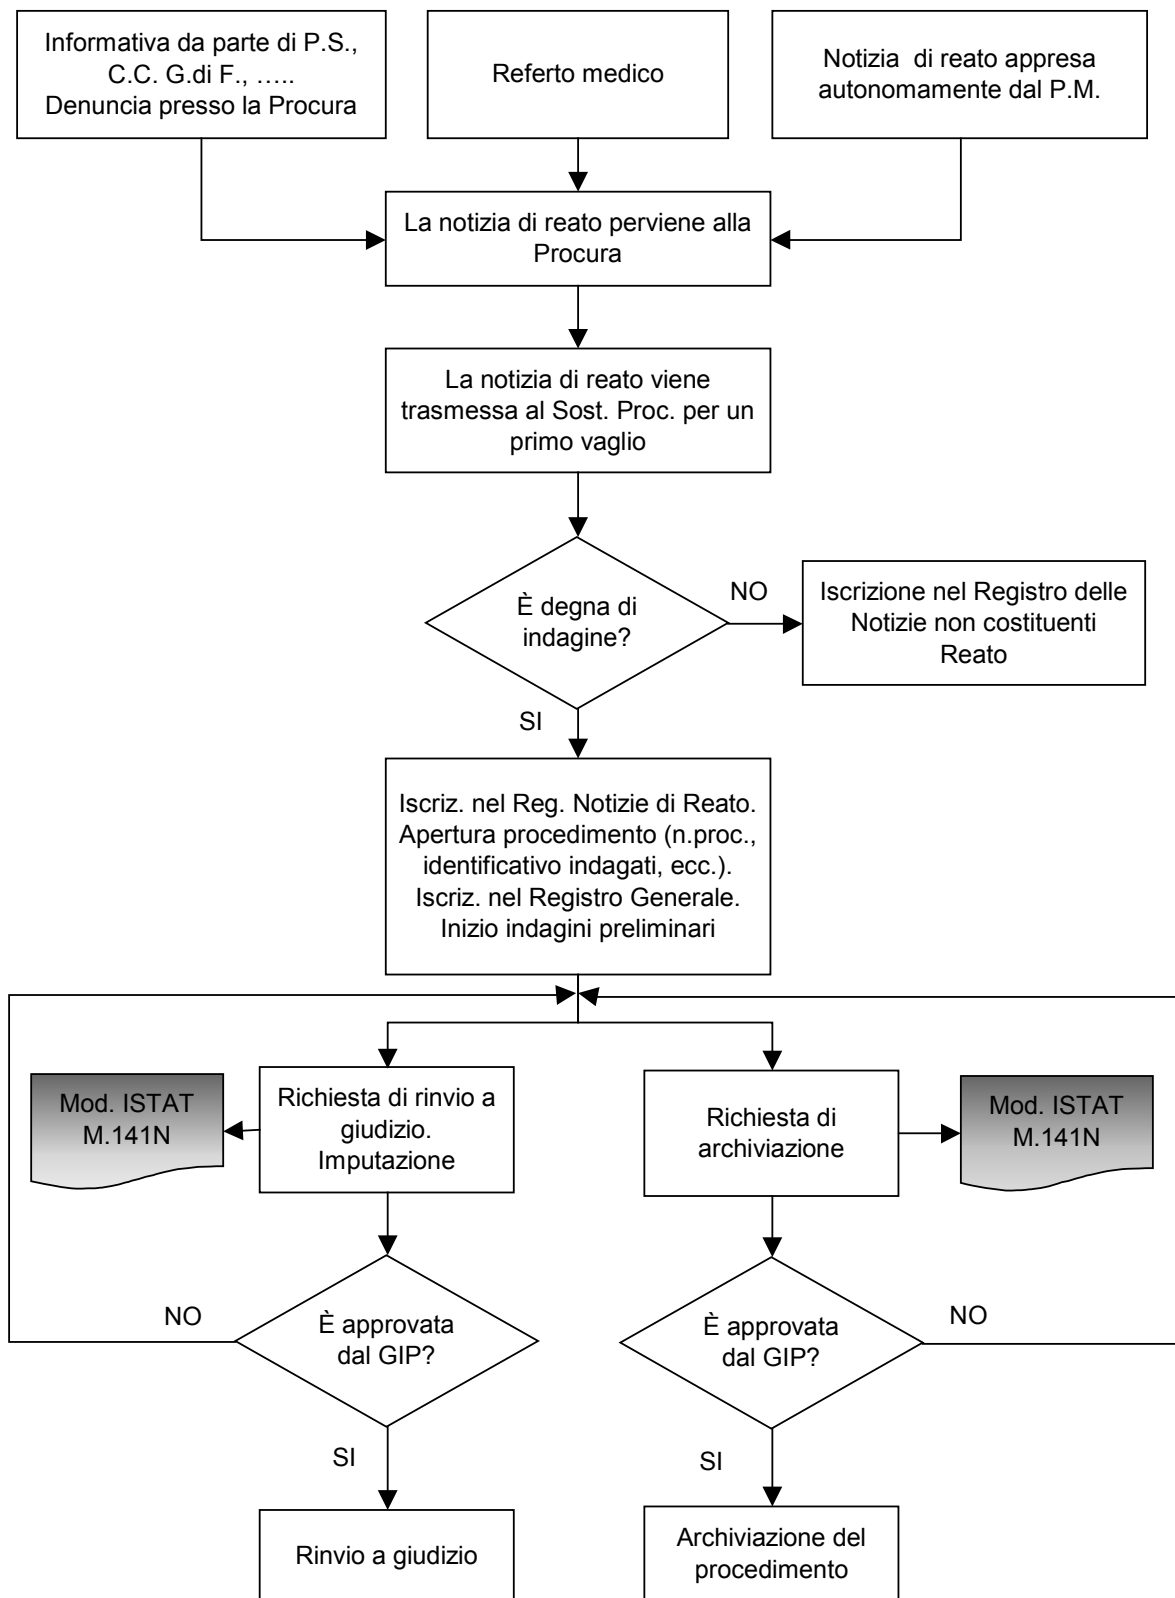 Informativa da parte di P.S.,
C.C. G.di F., …..
Denuncia presso la Procura
Referto medico
Notizia di reato appresa
autonomamente dal P.M.
La notizia di reato perviene alla
Procura
La notizia di reato viene
trasmessa al Sost. Proc. per un
primo vaglio
È degna di
indagine?
NO
Iscrizione nel Registro delle
Notizie non costituenti
Reato
SI
Iscriz. nel Reg. Notizie di Reato.
Apertura procedimento (n.proc.,
identificativo indagati, ecc.).
Iscriz. nel Registro Generale.
Inizio indagini preliminari
Mod. ISTAT
M.141N
Richiesta di rinvio a
giudizio.
Imputazione
Richiesta di
archiviazione
Mod. ISTAT
M.141N
NO
È approvata
dal GIP?
È approvata
dal GIP?
NO
SI
SI
Rinvio a giudizio
Archiviazione del
procedimento